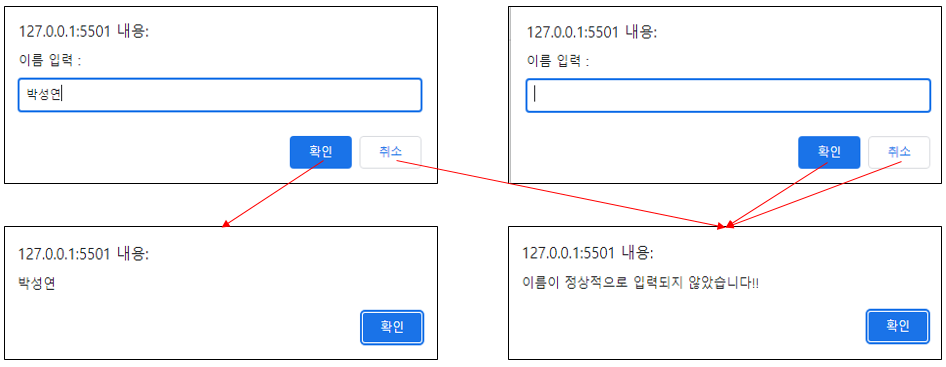 127.0.0.1:5501 내용:
이름 입력 :
박성연
확인 취소
127.0.0.1:5501 내용:
이름 입력 :
확인 취소
127.0.0.1:5501 내용:
박성연
확인
127.0.0.1:5501 내용:
이름이 정상적으로 입력되지 않았습니다!!
확인